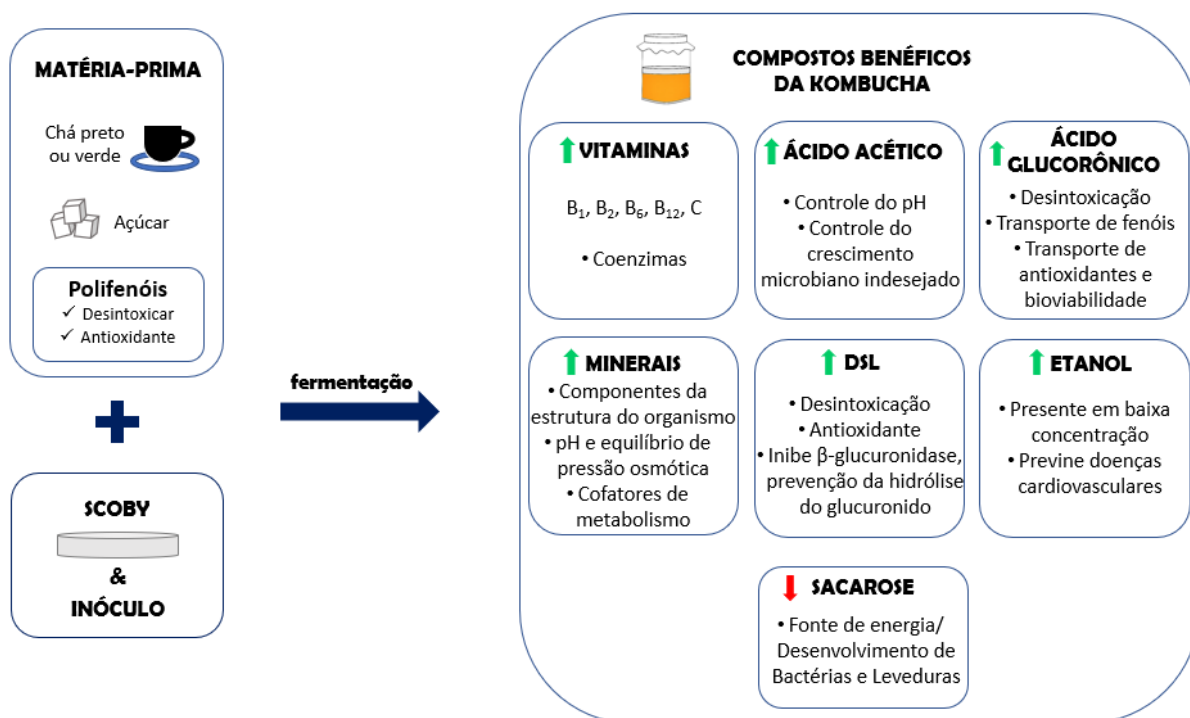 MATÉRIA-PRIMA
Chá preto
ou verde
Açúcar
Polifenóis
✓ Desintoxicar
✓ Antioxidante
SCOBY
&
INÓCULO
fermentação
COMPOSTOS BENÉFICOS
DA KOMBUCHA
VITAMINAS
B₁, B₂, B₆, B₁₂, C
• Coenzimas
ÁCIDO ACÉTICO
• Controle do pH
• Controle do
crescimento
microbiano indesejado
ÁCIDO
GLUCORÔNICO
• Desintoxicação
• Transporte de fenóis
• Transporte de
antioxidantes e
bioviabilidade
MINERAIS
• Componentes da
estrutura do organismo
• pH e equilíbrio de
pressão osmótica
• Cofatores de
metabolismo
DSL
• Desintoxicação
• Antioxidante
• Inibe β-glucuronidase,
prevenção da hidrólise
do glucuronido
ETANOL
• Presente em baixa
concentração
• Previne doenças
cardiovasculares
SACAROSE
• Fonte de energia/
Desenvolvimento de
Bactérias e Leveduras